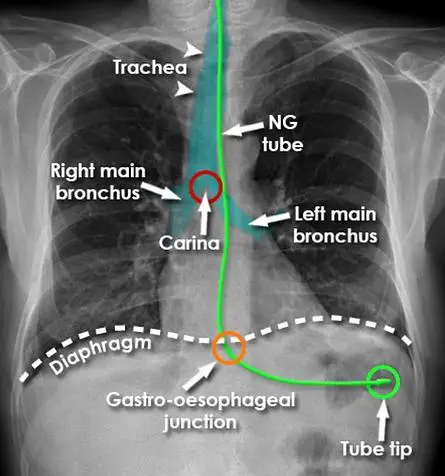 Trachea
NG
tube
Right main
bronchus
Carina
Left main
bronchus
Diaphragm
Gastro-oesophageal
junction
Tube tip